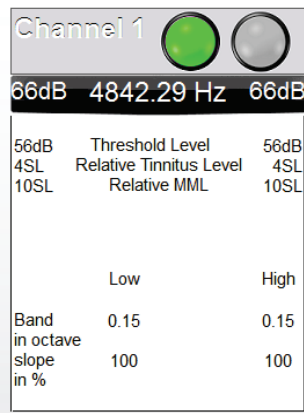 Channel 1
66dB 4842.29 Hz 66dB
56dB Threshold Level 56dB
4SL Relative Tinnitus Level 4SL
10SL Relative MML 10SL
Low High
Band 0.15 0.15
in octave
slope 100 100
in %